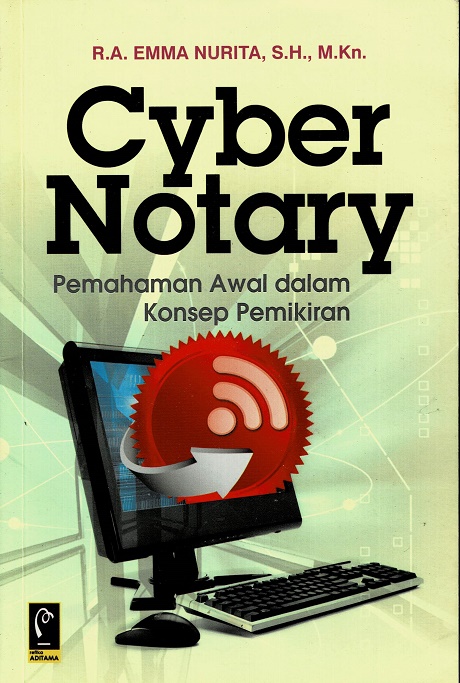 R.A. EMMA NURITA, S.H., M.Kn.
Cyber
Notary
Pemahaman Awal dalam
Konsep Pemikiran
refika
ADITAMA